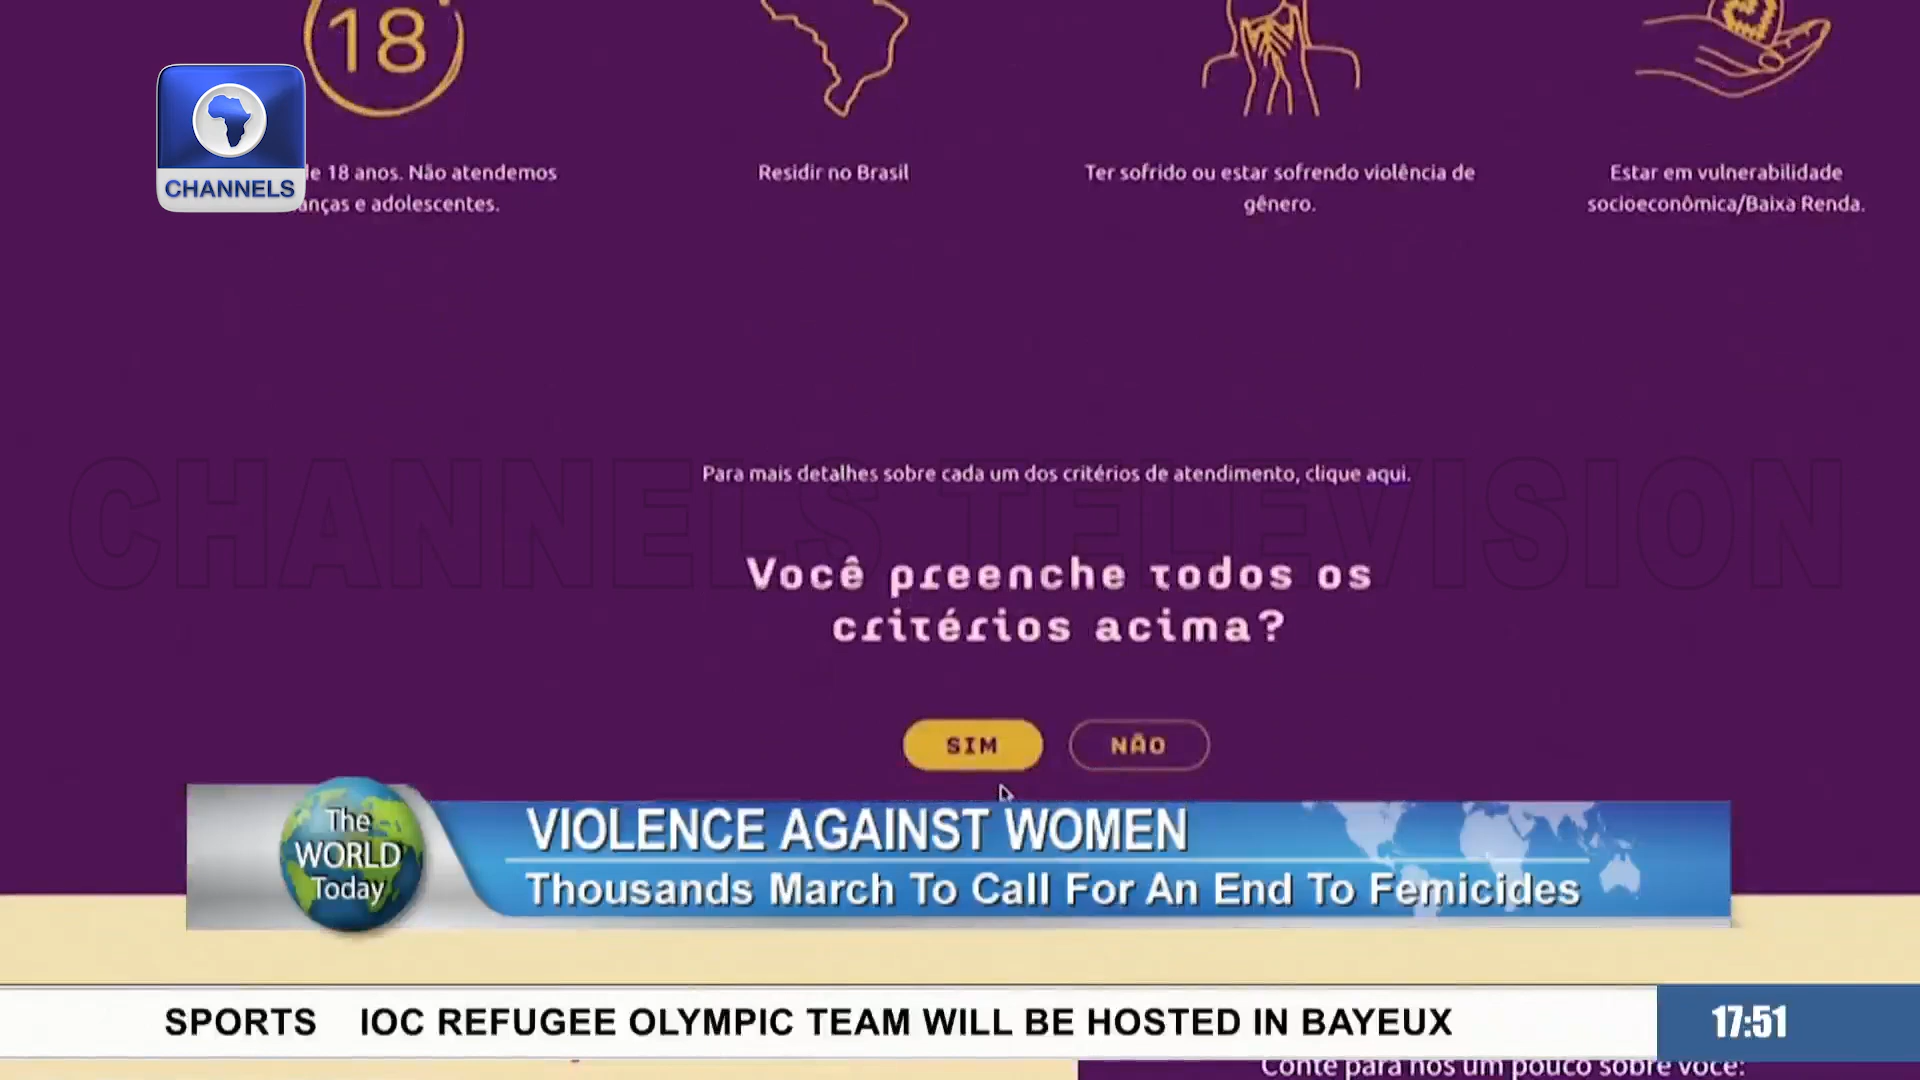 18
CHANNELS
de 18 anos. Não atendemos
anças e adolescentes.
Residir no Brasil
Ter sofrido ou estar sofrendo violência de
gênero.
Estar em vulnerabilidade
socioeconômica/Baixa Renda.
CHANNELS TELEVISION
Para mais detalhes sobre cada um dos critérios de atendimento, clique aqui.
Você preenche todos os
critérios acima?
SIM
NÃO
The
WORLD
Today
VIOLENCE AGAINST WOMEN
Thousands March To Call For An End To Femicides
SPORTS IOC REFUGEE OLYMPIC TEAM WILL BE HOSTED IN BAYEUX
17:51
Conte para nós um pouco sobre você: